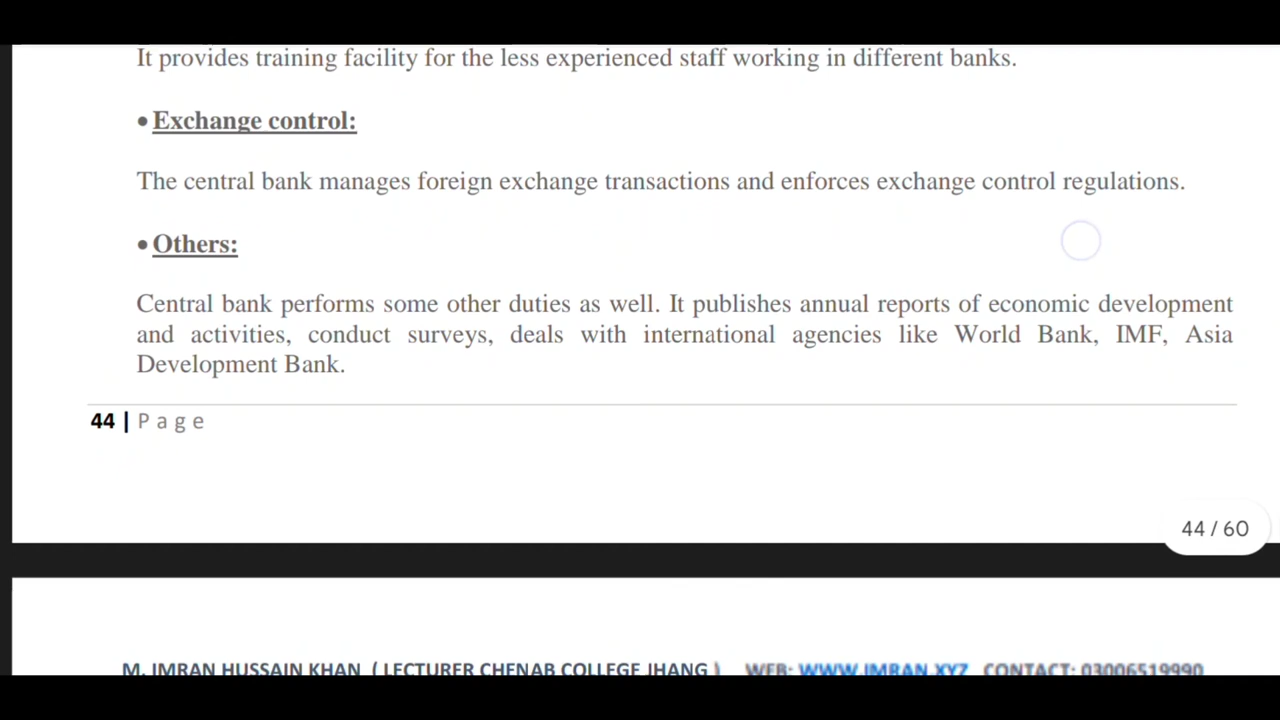 It provides training facility for the less experienced staff working in different banks.
• Exchange control:
The central bank manages foreign exchange transactions and enforces exchange control regulations.
• Others:
Central bank performs some other duties as well. It publishes annual reports of economic development
and activities, conduct surveys, deals with international agencies like World Bank, IMF, Asia
Development Bank.
44 | Page
44 / 60
M. IMRAN HUSSAIN KHAN ( LECTURER CHENAB COLLEGE JHANG ) WEB: WWW.IMRAN.XYZ CONTACT: 03006519990